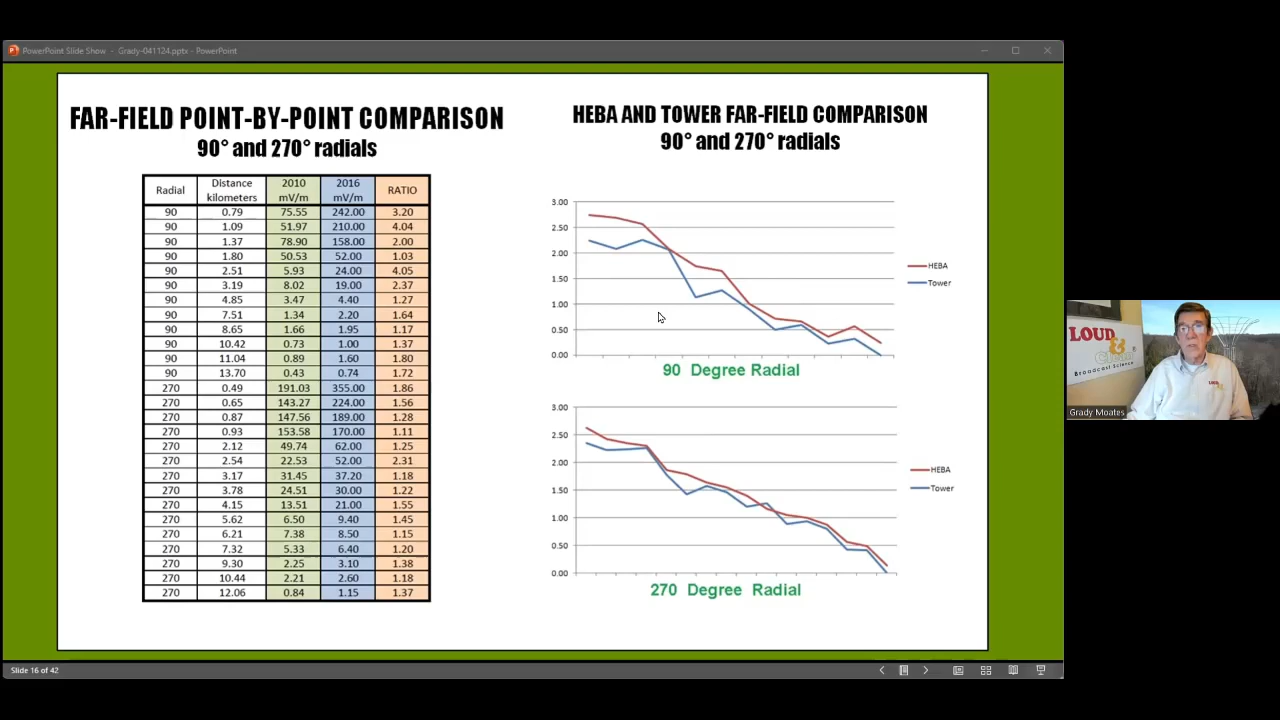 PowerPoint Slide Show - Grady-041124.pptx - PowerPoint
FAR-FIELD POINT-BY-POINT COMPARISON
90° and 270° radials
Radial Distance kilometers 2010 mV/m 2016 mV/m RATIO
90 0.79 75.55 242.00 3.20
90 1.09 51.97 210.00 4.04
90 1.37 78.90 158.00 2.00
90 1.80 50.53 52.00 1.03
90 2.51 5.93 24.00 4.05
90 3.19 8.02 19.00 2.37
90 4.85 3.47 4.40 1.27
90 7.51 1.34 2.20 1.64
90 8.65 1.66 1.95 1.17
90 10.42 0.73 1.00 1.37
90 11.04 0.89 1.60 1.80
90 13.70 0.43 0.74 1.72
270 0.49 191.03 355.00 1.86
270 0.65 143.27 224.00 1.56
270 0.87 147.56 189.00 1.28
270 0.93 153.58 170.00 1.11
270 2.12 49.74 62.00 1.25
270 2.54 22.53 52.00 2.31
270 3.17 31.45 37.20 1.18
270 3.78 24.51 30.00 1.22
270 4.15 13.51 21.00 1.55
270 5.62 6.50 9.40 1.45
270 6.21 7.38 8.50 1.15
270 7.32 5.33 6.40 1.20
270 9.30 2.25 3.10 1.38
270 10.44 2.21 2.60 1.18
270 12.06 0.84 1.15 1.37
HEBA AND TOWER FAR-FIELD COMPARISON
90° and 270° radials
3.00
2.50
2.00
1.50
1.00
0.50
0.00
HEBA
Tower
90 Degree Radial
3.00
2.50
2.00
1.50
1.00
0.50
0.00
HEBA
Tower
270 Degree Radial
Slide 16 of 42
LOUD
&
Clean
Broadcast Science
Grady Moates